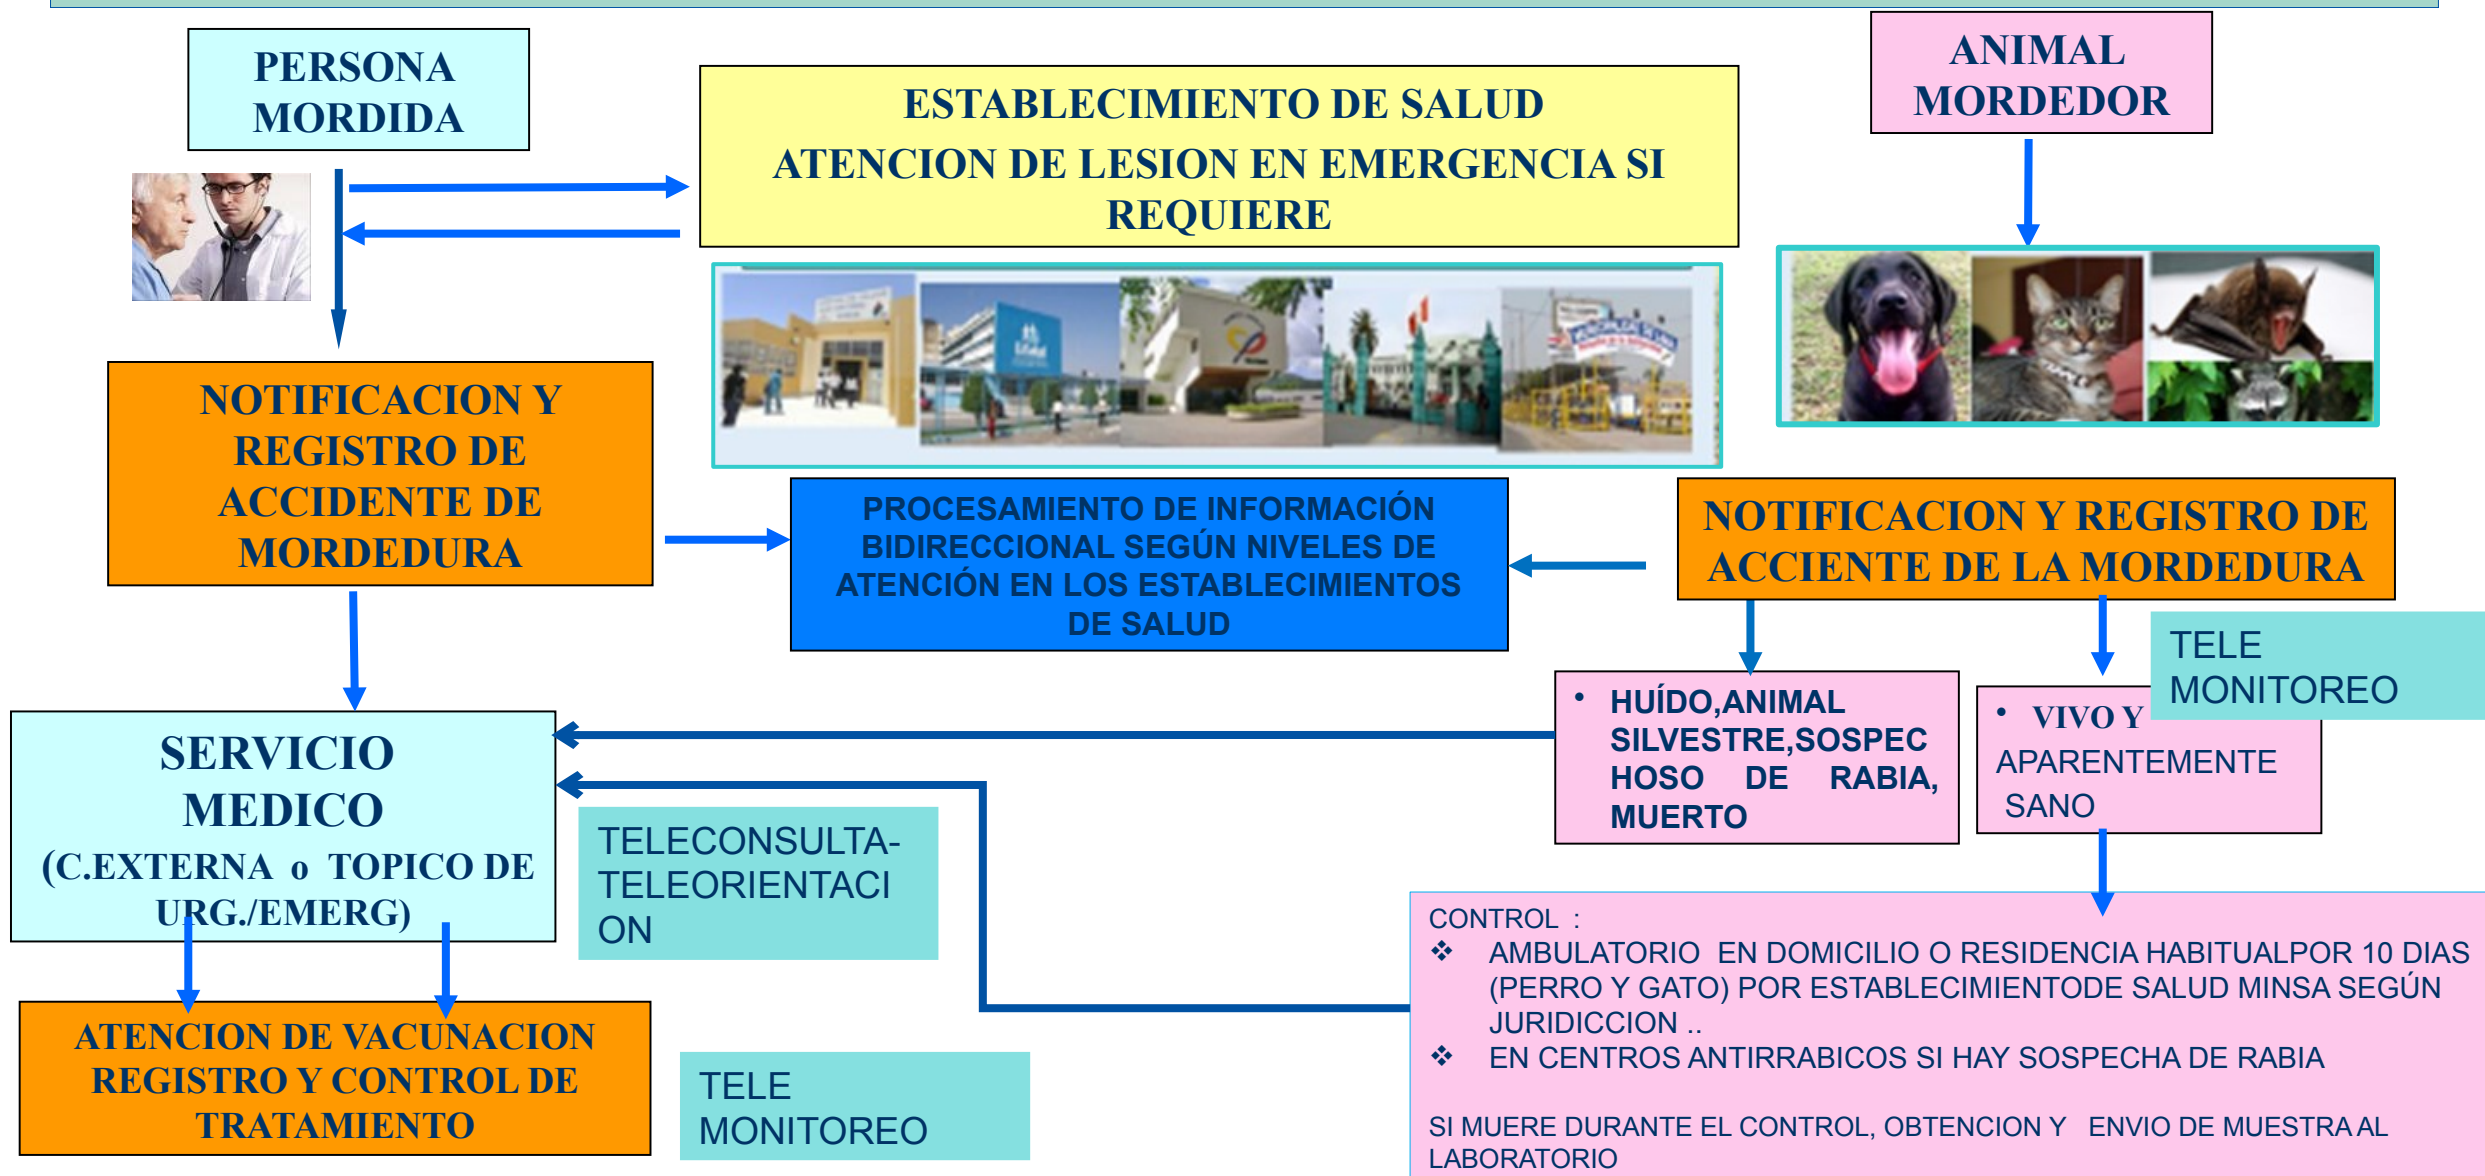 PERSONA
MORDIDA
ESTABLECIMIENTO DE SALUD
ATENCION DE LESION EN EMERGENCIA SI
REQUIERE
ANIMAL
MORDEDOR
NOTIFICACION Y
REGISTRO DE
ACCIDENTE DE
MORDEDURA
PROCESAMIENTO DE INFORMACIÓN
BIDIRECCIONAL SEGÚN NIVELES DE
ATENCIÓN EN LOS ESTABLECIMIENTOS
DE SALUD
NOTIFICACION Y REGISTRO DE
ACCIENTE DE LA MORDEDURA
TELE
MONITOREO
• HUÍDO,ANIMAL
SILVESTRE,SOSPEC
HOSO DE RABIA,
MUERTO
• VIVO Y
APARENTEMENTE
SANO
SERVICIO
MEDICO
(C.EXTERNA o TOPICO DE
URG./EMERG)
TELECONSULTA-
TELEORIENTACI
ON
CONTROL :
❖ AMBULATORIO EN DOMICILIO O RESIDENCIA HABITUALPOR 10 DIAS
(PERRO Y GATO) POR ESTABLECIMIENTODE SALUD MINSA SEGÚN
JURIDICCION ..
❖ EN CENTROS ANTIRRABICOS SI HAY SOSPECHA DE RABIA
SI MUERE DURANTE EL CONTROL, OBTENCION Y ENVIO DE MUESTRA AL
LABORATORIO
ATENCION DE VACUNACION
REGISTRO Y CONTROL DE
TRATAMIENTO
TELE
MONITOREO